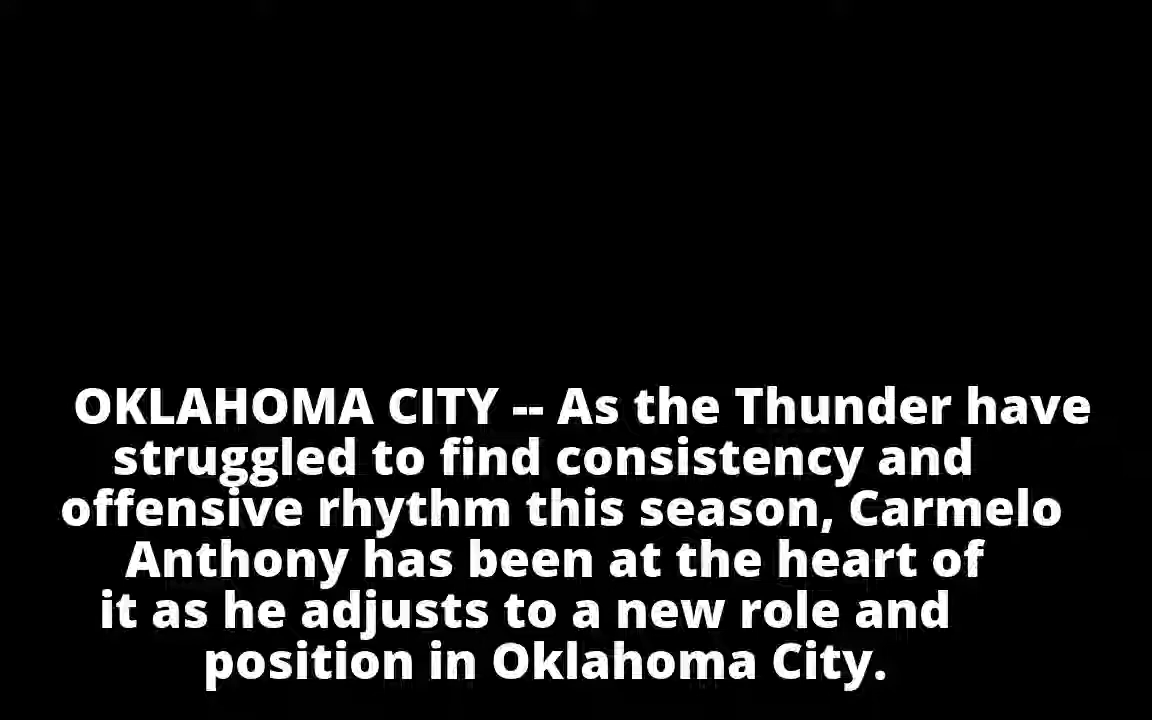 OKLAHOMA CITY -- As the Thunder have
struggled to find consistency and
offensive rhythm this season, Carmelo
Anthony has been at the heart of
it as he adjusts to a new role and
position in Oklahoma City.